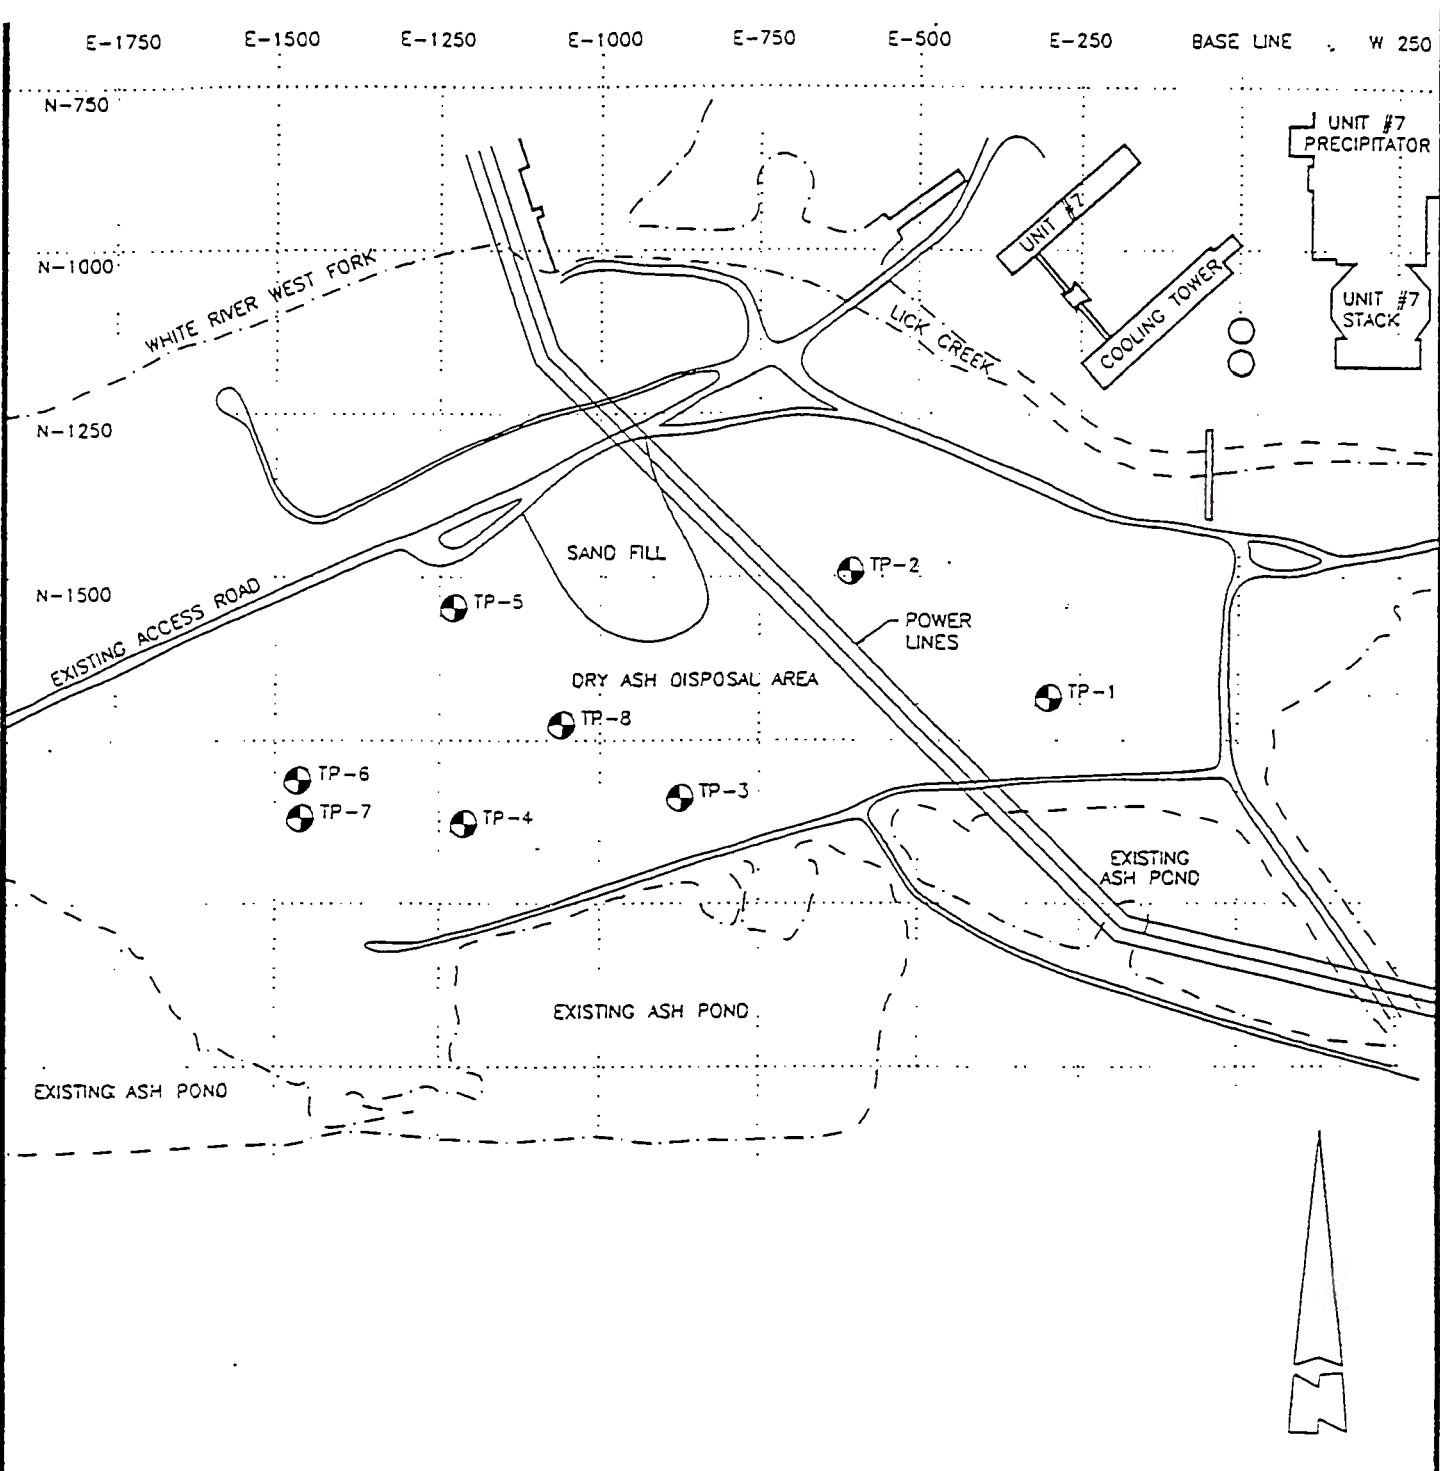 E-1750 E-1500 E-1250 E-1000 E-750 E-500 E-250 BASE LINE W 250
N-750
UNIT #7
PRECIPITATOR
UNIT #7
N-1000
WHITE RIVER WEST FORK
COOLING TOWER
UNIT #7
STACK
LICK CREEK
N-1250
SAND FILL
TP-2
N-1500
TP-5
EXISTING ACCESS ROAD
POWER
LINES
DRY ASH DISPOSAL AREA
TP-1
TP-8
TP-6
TP-3
TP-7
TP-4
EXISTING
ASH POND
EXISTING ASH POND
EXISTING ASH POND
N